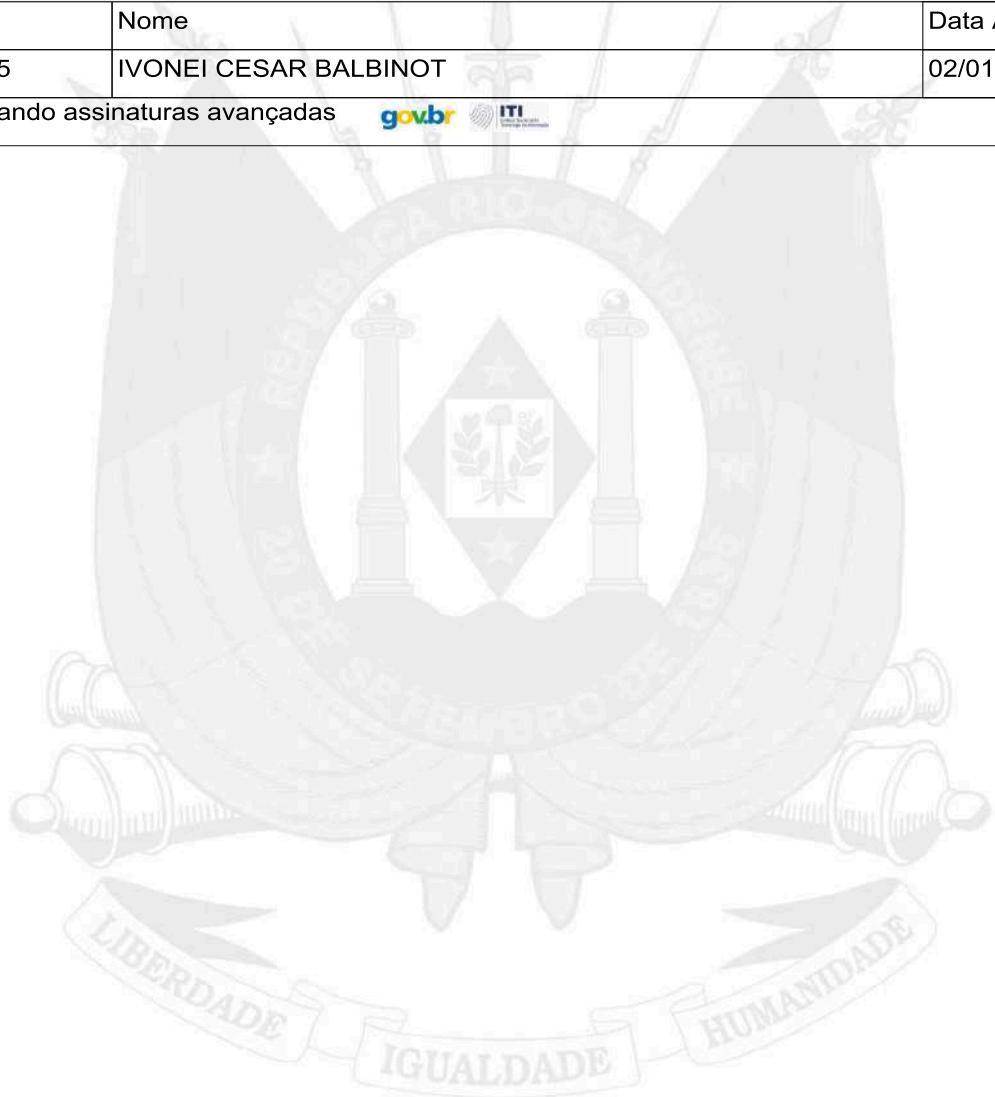 Nome Data
5 IVONEI CESAR BALBINOT 02/01
ando assinaturas avançadas gov.br ITI
REPÚBLICA RIO-GRANDENSE
20 DE SETEMBRO DE 1835
LIBERDADE IGUALDADE HUMANIDADE